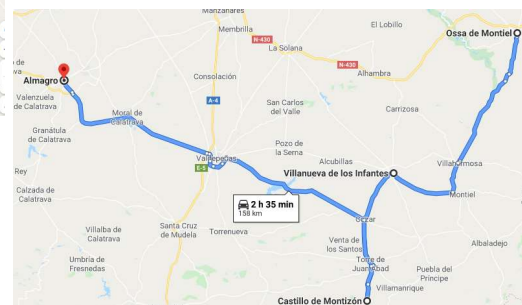 Manzanares
Membrilla
El Lobillo
Ossa de Montiel
N-430
La Solana
N-430
Almagro
Consolación
Alhambra
Valenzuela
de Calatrava
A-4
Moral de
Calatrava
San Carlos
del Valle
Carrizosa
Granátula
de Calatrava
Pozo de
la Serna
Valdepeñas
Alcubillas
Villahermosa
Rey
E-5
Villanueva de los Infantes
Calzada de
Calatrava
2 h 35 min
158 km
Montiel
Santa Cruz
de Mudela
Torrenueva
Cózar
Villalba de
Calatrava
Venta de
los Santos
Albaladejo
Umbría de
Fresnedas
Torre de
Juan Abad
Puebla del
Príncipe
Villamanrique
Castillo de Montizón